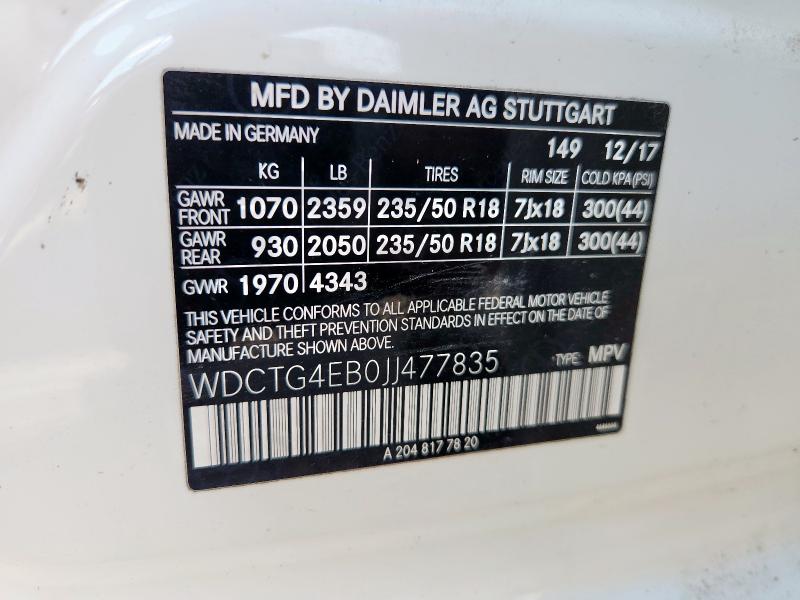 MFD BY DAIMLER AG STUTTGART
MADE IN GERMANY 149 12/17
KG LB TIRES RIM SIZE COLD KPA(PSI)
GAWR FRONT 1070 2359 235/50 R18 7Jx18 300(44)
GAWR REAR 930 2050 235/50 R18 7Jx18 300(44)
GVWR 1970 4343
THIS VEHICLE CONFORMS TO ALL APPLICABLE FEDERAL MOTOR VEHICLE
SAFETY AND THEFT PREVENTION STANDARDS IN EFFECT ON THE DATE OF
MANUFACTURE SHOWN ABOVE.
WDCTG4EB0JJ477835 TYPE: MPV
A 204 817 78 20